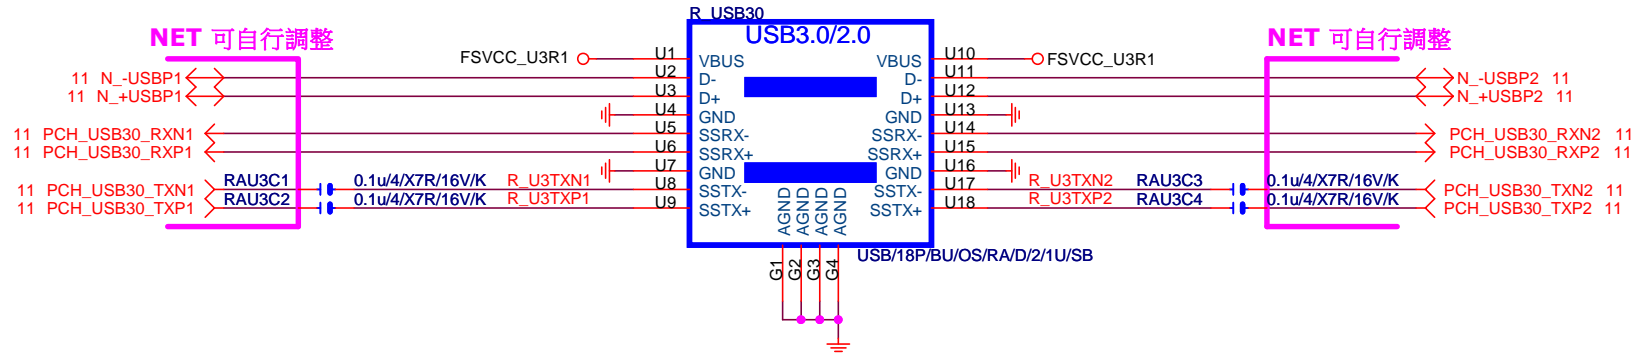 R_USB30
NET 可自行調整
USB3.0/2.0
NET 可自行調整
FSVCC_U3R1 U1 VBUS VBUS U10 FSVCC_U3R1
11 N_-USBP1 U2 D- D- U11 N_-USBP2 11
11 N_+USBP1 U3 D+ D+ U12 N_+USBP2 11
U4 GND GND U13
11 PCH_USB30_RXN1 U5 SSRX- SSRX- U14 PCH_USB30_RXN2 11
11 PCH_USB30_RXP1 U6 SSRX+ SSRX+ U15 PCH_USB30_RXP2 11
U7 GND GND U16
11 PCH_USB30_TXN1 RAU3C1 0.1u/4/X7R/16V/K R_U3TXN1 U8 SSTX- SSTX- U17 R_U3TXN2 RAU3C3 0.1u/4/X7R/16V/K PCH_USB30_TXN2 11
11 PCH_USB30_TXP1 RAU3C2 0.1u/4/X7R/16V/K R_U3TXP1 U9 SSTX+ SSTX+ U18 R_U3TXP2 RAU3C4 0.1u/4/X7R/16V/K PCH_USB30_TXP2 11
AGND AGND AGND AGND
USB/18P/BU/OS/RA/D/2/1U/SB
G1 G2 G3 G4